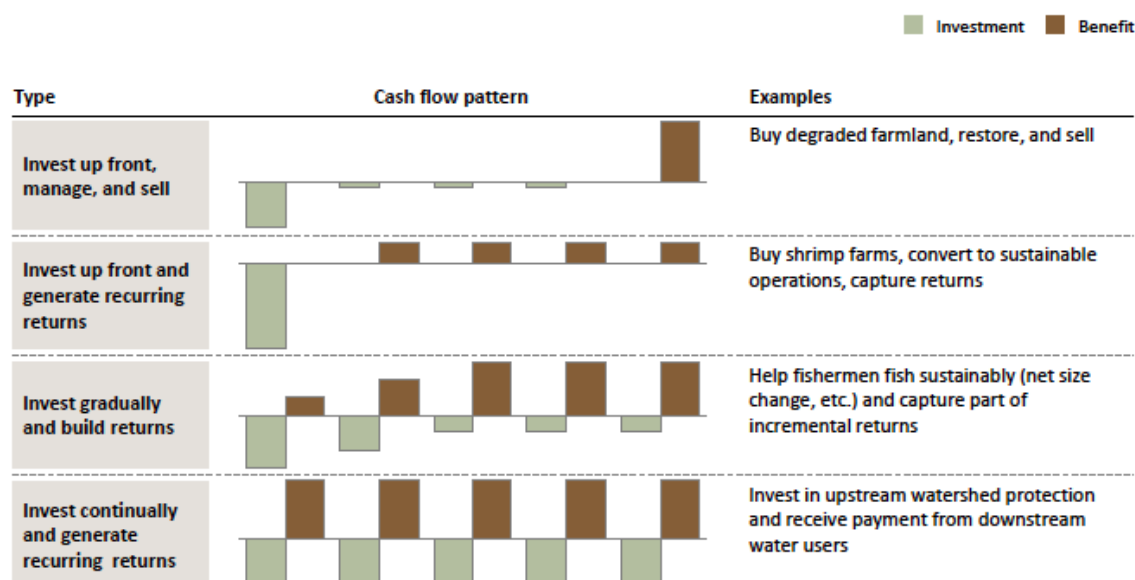 Investment Benefit
Type Cash flow pattern Examples
Invest up front,
manage, and sell
Buy degraded farmland, restore, and sell
Invest up front and
generate recurring
returns
Buy shrimp farms, convert to sustainable
operations, capture returns
Invest gradually
and build returns
Help fishermen fish sustainably (net size
change, etc.) and capture part of
incremental returns
Invest continually
and generate
recurring returns
Invest in upstream watershed protection
and receive payment from downstream
water users